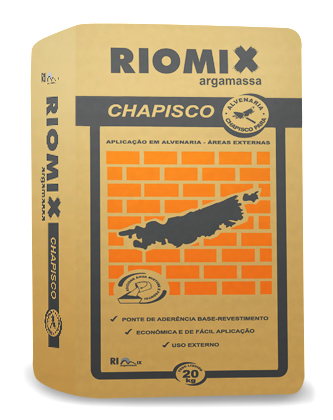 RIOMIX
argamassa
CHAPISCO
ALVENARIA
CHAPISCO PARA
APLICAÇÃO EM ALVENARIA - ÁREAS EXTERNAS
PONTE DE ADERÊNCIA BASE-REVESTIMENTO
ECONÔMICA E DE FÁCIL APLICAÇÃO
USO EXTERNO
20
kg
RIOMIX
argamassa
CHAPISCO